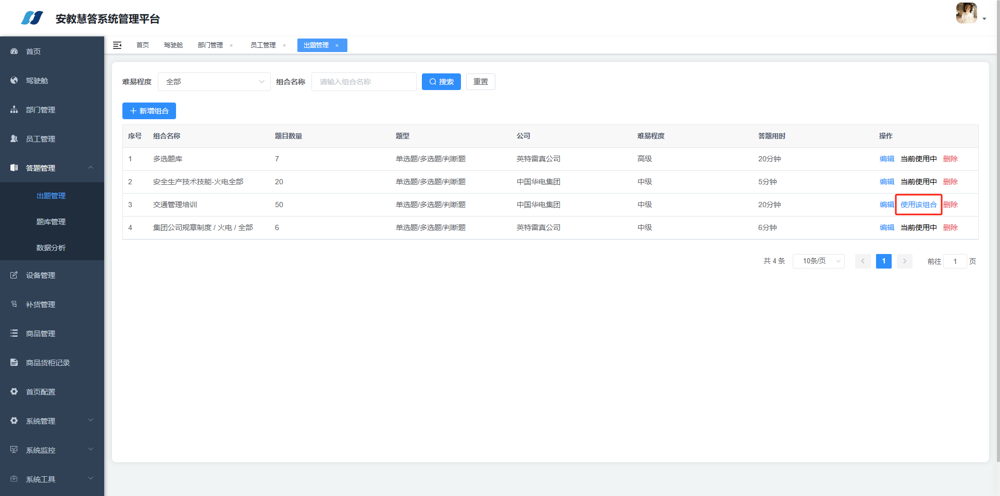 安教慧答系统管理平台
首页
驾驶舱
部门管理
员工管理
答题管理
出题管理
题库管理
数据分析
设备管理
补货管理
商品管理
商品货柜记录
首页配置
系统管理
系统监控
系统工具
首页 驾驶舱 部门管理 × 员工管理 × 出题管理 ×
难易程度 全部 组合名称 请输入组合名称 搜索 重置
+ 新增组合
序号 组合名称 题目数量 题型 公司 难易程度 答题用时 操作
1 多选题库 7 单选题/多选题/判断题 英特雷真公司 高级 20分钟 编辑 当前使用中 删除
2 安全生产技术技能-火电全部 20 单选题/多选题/判断题 中国华电集团 中级 5分钟 编辑 当前使用中 删除
3 交通管理培训 50 单选题/多选题/判断题 中国华电集团 中级 20分钟 编辑 使用该组合 删除
4 集团公司规章制度 / 火电 / 全部 6 单选题/多选题/判断题 英特雷真公司 中级 6分钟 编辑 当前使用中 删除
共 4 条 10条/页 1 前往 1 页